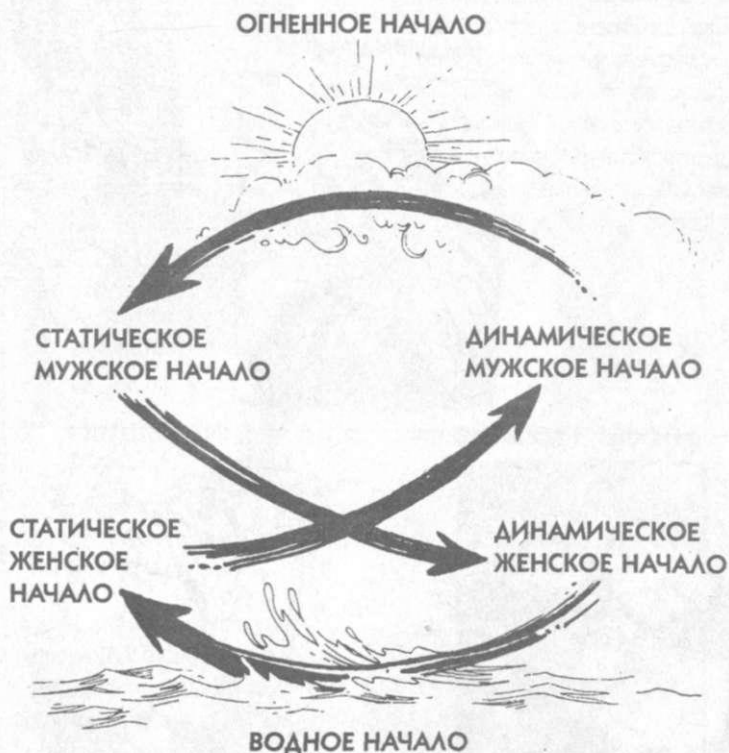 ОГНЕННОЕ НАЧАЛО
СТАТИЧЕСКОЕ
МУЖСКОЕ НАЧАЛО
ДИНАМИЧЕСКОЕ
МУЖСКОЕ НАЧАЛО
СТАТИЧЕСКОЕ
ЖЕНСКОЕ
НАЧАЛО
ДИНАМИЧЕСКОЕ
ЖЕНСКОЕ НАЧАЛО
ВОДНОЕ НАЧАЛО